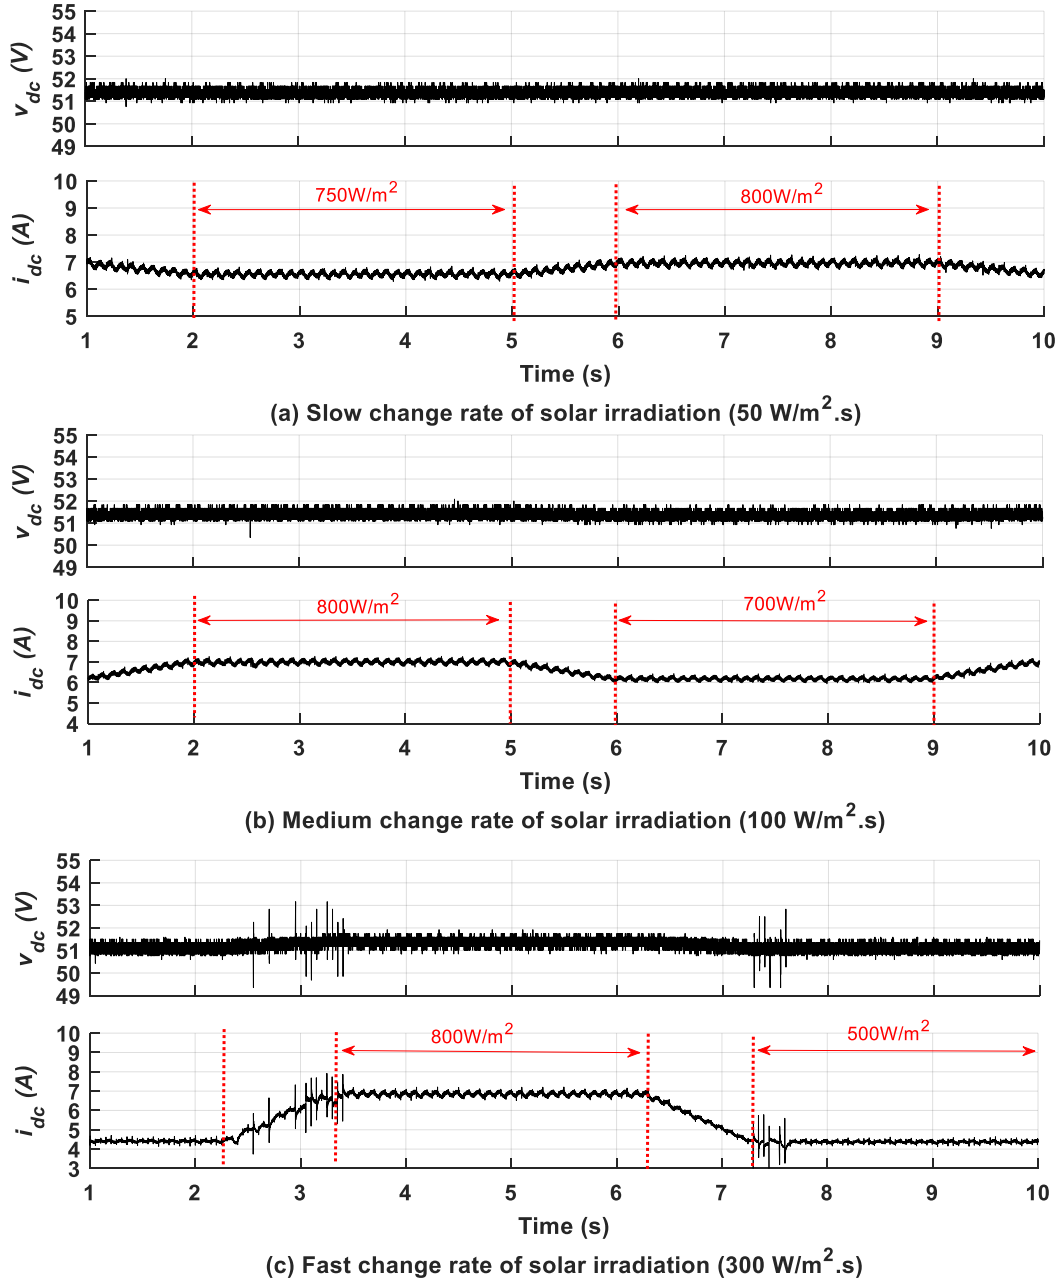 55
54
53
52
51
50
49
v_dc (V)
10
9
8
7
6
5
i_dc (A)
750W/m²
800W/m²
1 2 3 4 5 6 7 8 9 10
Time (s)
(a) Slow change rate of solar irradiation (50 W/m².s)
55
54
53
52
51
50
49
v_dc (V)
10
9
8
7
6
5
4
i_dc (A)
800W/m²
700W/m²
1 2 3 4 5 6 7 8 9 10
Time (s)
(b) Medium change rate of solar irradiation (100 W/m².s)
55
54
53
52
51
50
49
v_dc (V)
10
9
8
7
6
5
4
3
i_dc (A)
800W/m²
500W/m²
1 2 3 4 5 6 7 8 9 10
Time (s)
(c) Fast change rate of solar irradiation (300 W/m².s)